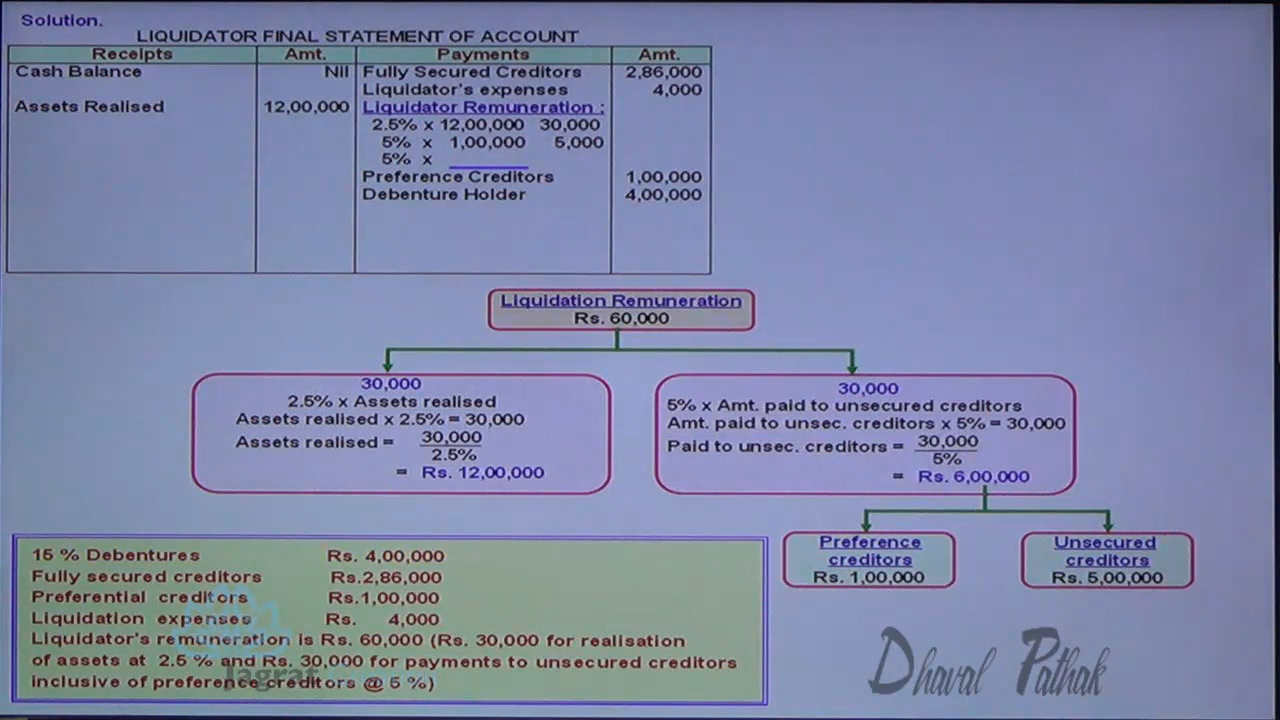 Solution.
LIQUIDATOR FINAL STATEMENT OF ACCOUNT
Receipts Amt. Payments Amt.
Cash Balance Nil Fully Secured Creditors 2,86,000
Liquidator's expenses 4,000
Assets Realised 12,00,000 Liquidator Remuneration :
2.5% x 12,00,000 30,000
5% x 1,00,000 5,000
5% x
Preference Creditors 1,00,000
Debenture Holder 4,00,000
Liquidation Remuneration
Rs. 60,000
30,000
2.5% x Assets realised
Assets realised x 2.5% = 30,000
Assets realised = 30,000
2.5%
= Rs. 12,00,000
30,000
5% x Amt. paid to unsecured creditors
Amt. paid to unsec. creditors x 5% = 30,000
Paid to unsec. creditors = 30,000
5%
= Rs. 6,00,000
Preference
creditors
Rs. 1,00,000
Unsecured
creditors
Rs. 5,00,000
15 % Debentures Rs. 4,00,000
Fully secured creditors Rs.2,86,000
Preferential creditors Rs.1,00,000
Liquidation expenses Rs. 4,000
Liquidator's remuneration is Rs. 60,000 (Rs. 30,000 for realisation
of assets at 2.5 % and Rs. 30,000 for payments to unsecured creditors
inclusive of preference creditors @ 5 %)
Jagrat
Dhaval Pathak